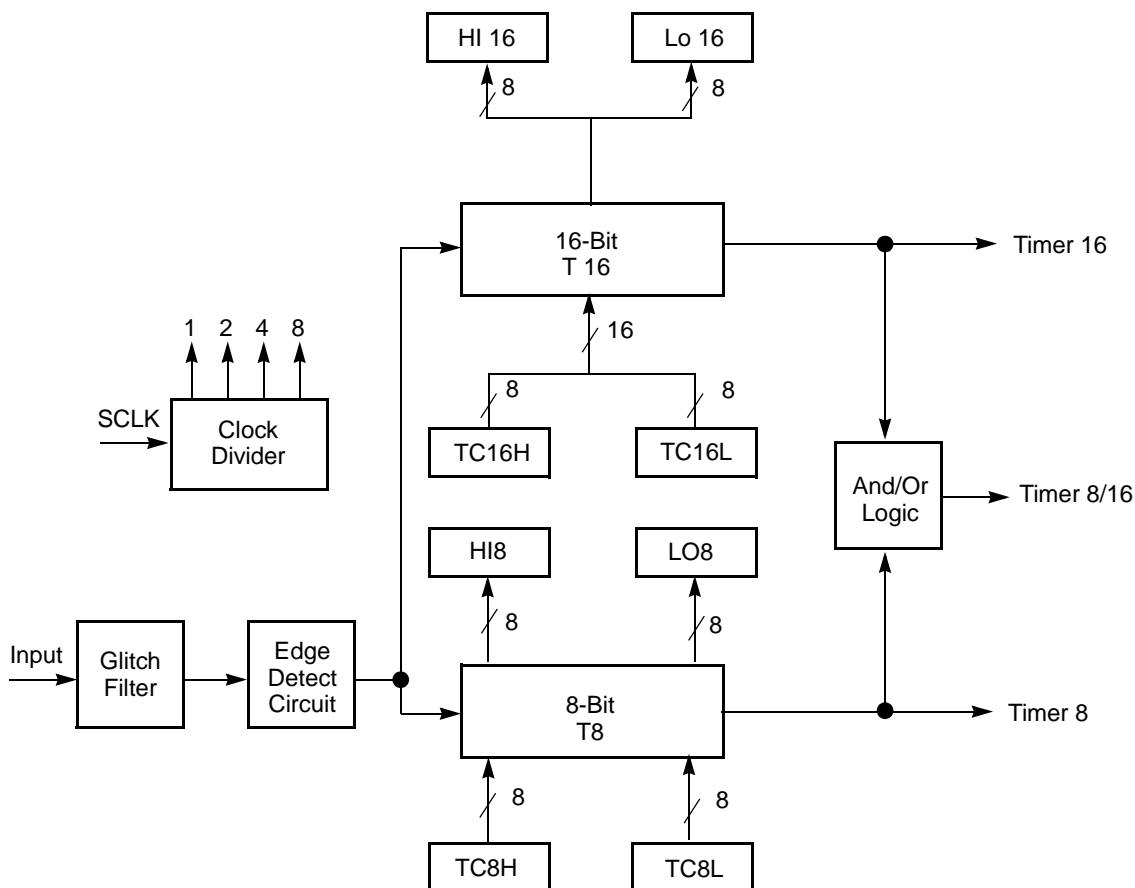 HI 16
Lo 16
8
8
16-Bit
T 16
Timer 16
1
2
4
8
16
SCLK
Clock
Divider
8
8
TC16H
TC16L
And/Or
Logic
Timer 8/16
HI8
LO8
8
8
Input
Glitch
Filter
Edge
Detect
Circuit
8-Bit
T8
Timer 8
8
8
TC8H
TC8L